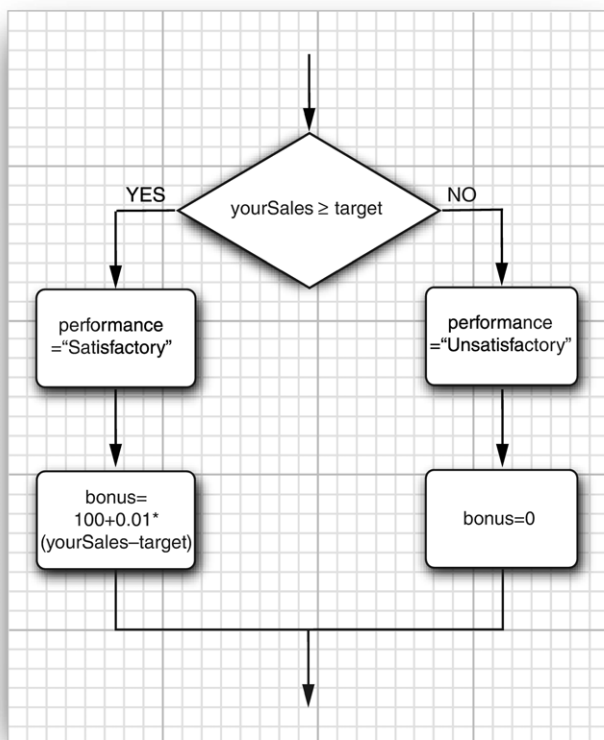 yourSales ≥ target
YES
NO
performance
="Satisfactory"
performance
="Unsatisfactory"
bonus=
100+0.01*
(yourSales–target)
bonus=0